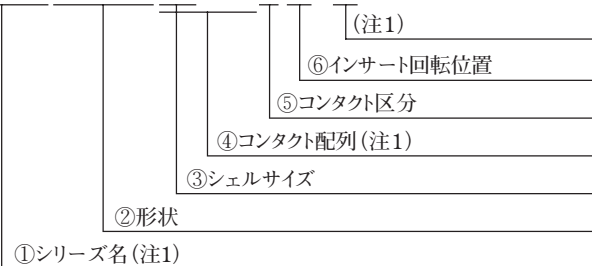 (注1)
⑥インサート回転位置
⑤コンタクト区分
④コンタクト配列(注1)
③シェルサイズ
②形状
①シリーズ名(注1)